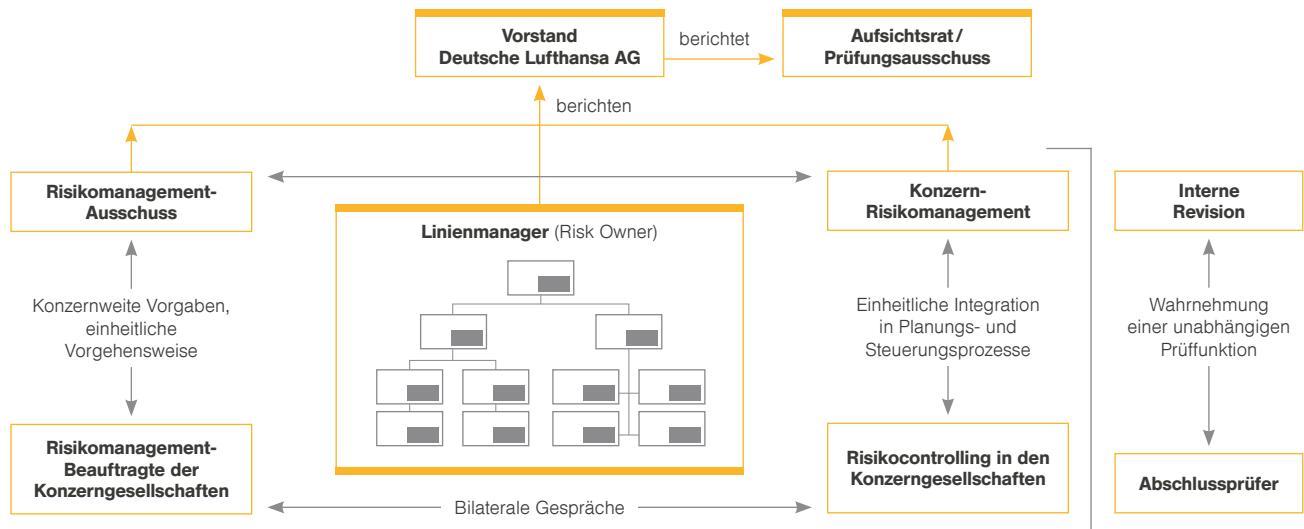 Vorstand
Deutsche Lufthansa AG
berichtet
Aufsichtsrat /
Prüfungsausschuss
berichten
Risikomanagement-
Ausschuss
Konzern-
Risikomanagement
Interne
Revision
Linienmanager (Risk Owner)
Konzernweite Vorgaben,
einheitliche
Vorgehensweise
Einheitliche Integration
in Planungs- und
Steuerungsprozesse
Wahrnehmung
einer unabhängigen
Prüffunktion
Risikomanagement-
Beauftragte der
Konzerngesellschaften
Bilaterale Gespräche
Risikocontrolling in den
Konzerngesellschaften
Abschlussprüfer